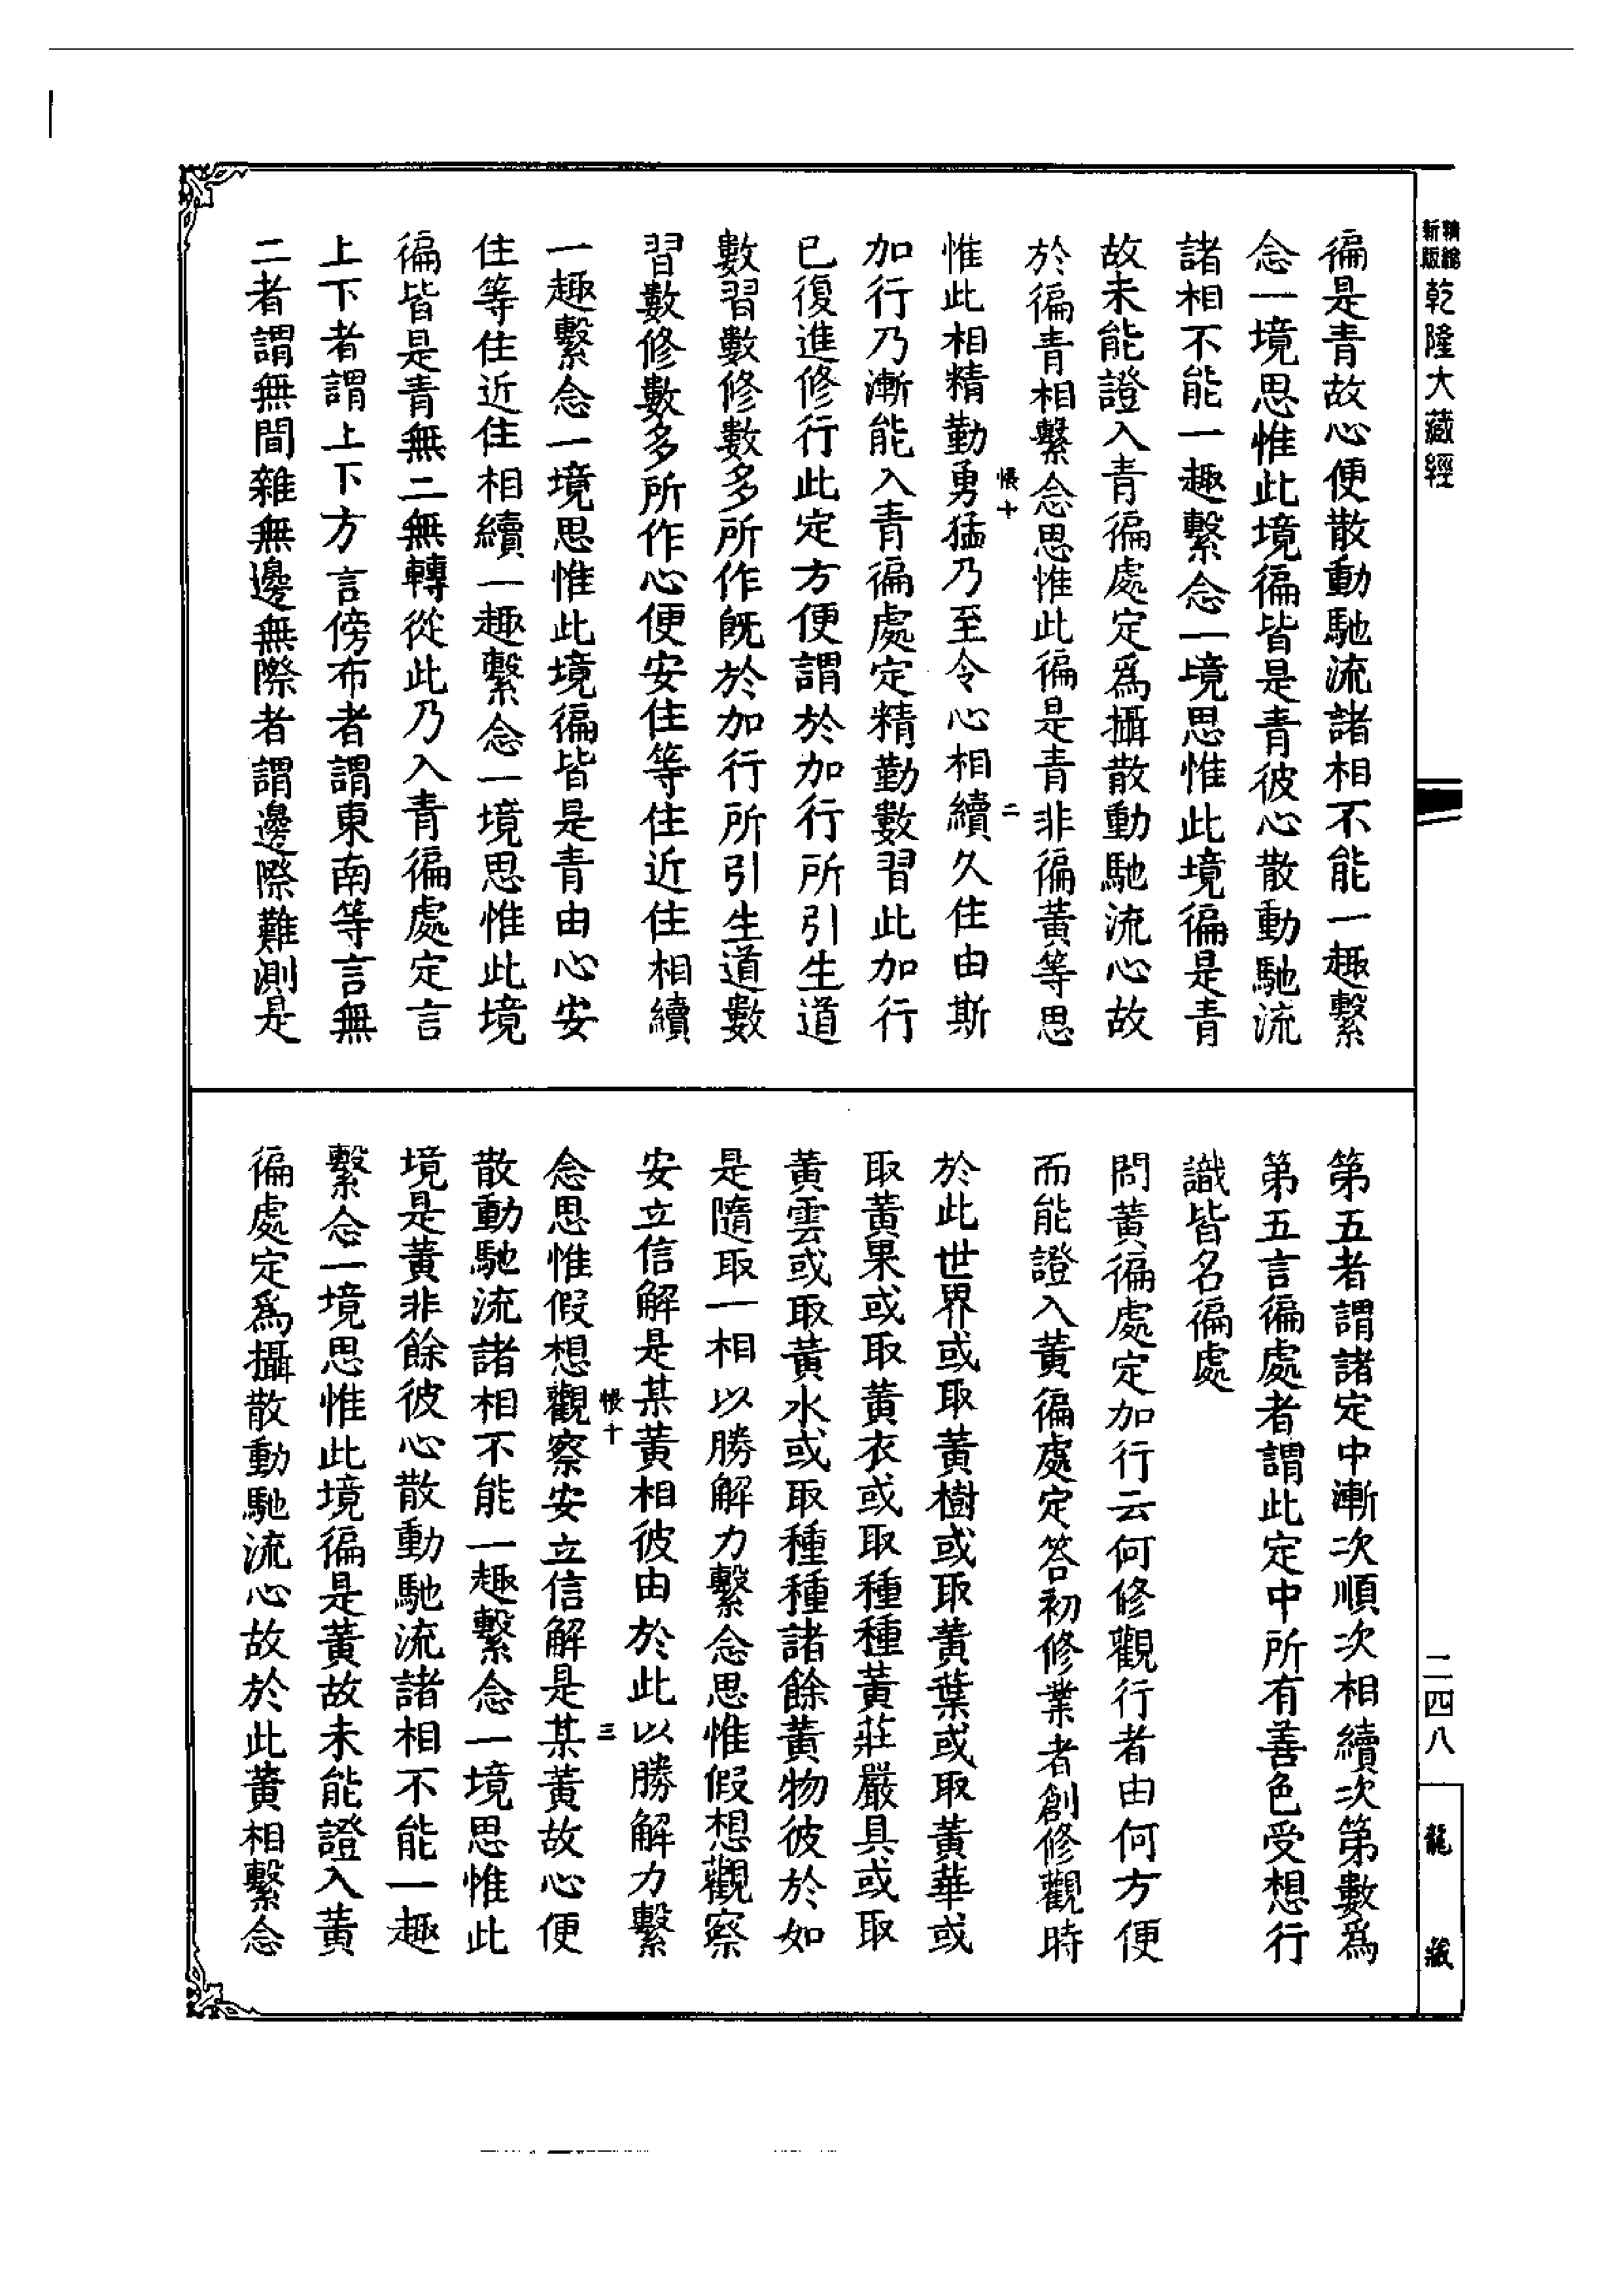 新版
精縮
乾隆大藏經
徧是青故心便散動馳流諸相不能一趣繫
念一境思惟此境徧皆是青彼心散動馳流
諸相不能一趣繫念一境思惟此境徧是青
故未能證入青徧處定爲攝散動馳流心故
於徧青相繫念思惟此徧是青非徧黃等思
惟此相精勤勇猛乃至令心相續久住由斯
加行乃漸能入青徧處定精勤數習此加行
已復進修行此定方便謂於加行所引生道
數習數修數多所作旣於加行所引生道數
習數修數多所作心便安住等住近住相續
一趣繫念一境思惟此境徧皆是青由心安
住等住近住相續一趣繫念一境思惟此境
徧皆是青無二無轉從此乃入青徧處定言
上下者謂上下方言傍布者謂東南等言無
二者謂無間雜無邊無際者謂邊際難測是
帳十
二
第五者謂諸定中漸次順次相續次第數爲
第五言徧處者謂此定中所有善色受想行
識皆名徧處
問黃徧處定加行云何修觀行者由何方便
而能證入黃徧處定答初修業者創修觀時
於此世界或取黃樹或取黃葉或取黃華或
取黃果或取黃衣或取種種黃莊嚴具或取
黃雲或取黃水或取種種諸餘黃物彼於如
是隨取一相以勝解力繫念思惟假想觀察
安立信解是某黃相彼由於此以勝解力繫
念思惟假想觀察安立信解是某黃故心便
散動馳流諸相不能一趣繫念一境思惟此
境是黃非餘彼心散動馳流諸相不能一趣
繫念一境思惟此境徧是黃故未能證入黃
徧處定爲攝散動馳流心故於此黃相繫念
帳十
三
二四八
龍藏